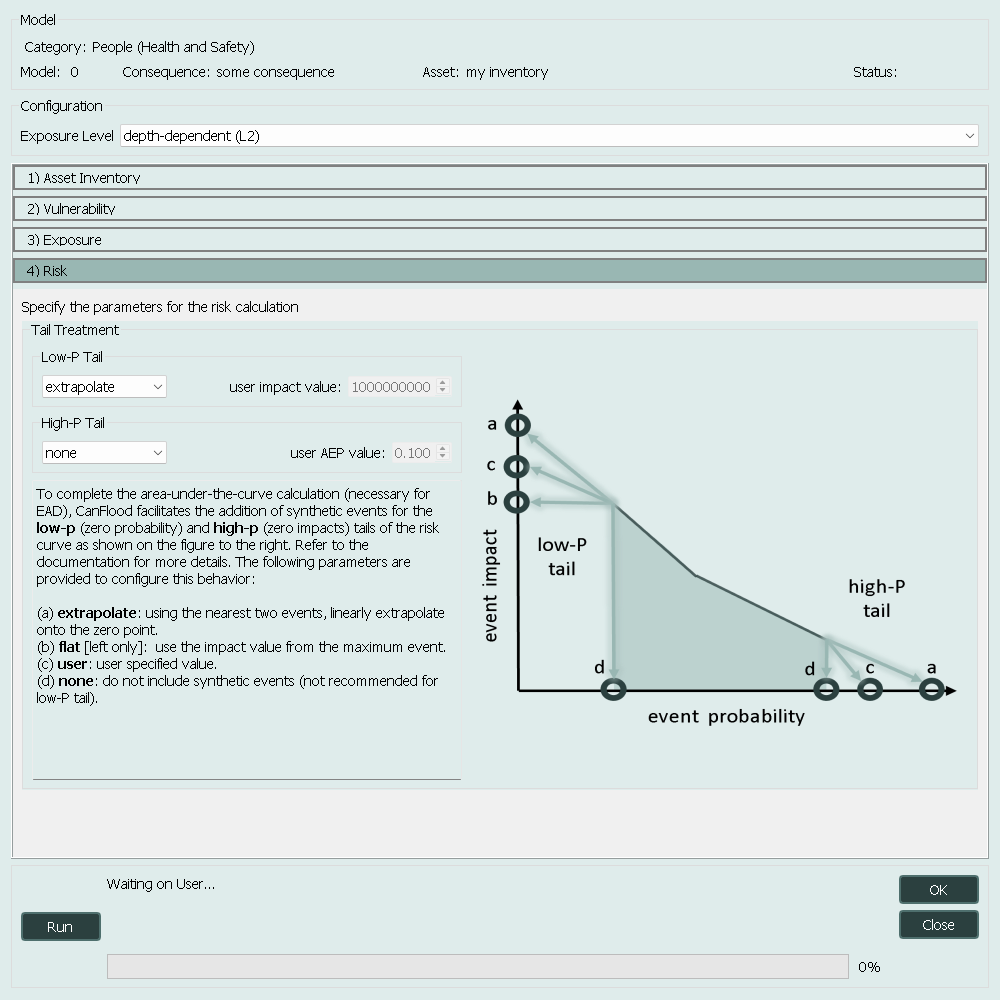 Model
Category: People (Health and Safety)
Model: 0 Consequence: some consequence Asset: my inventory Status:
Configuration
Exposure Level depth-dependent (L2)
1) Asset Inventory
2) Vulnerability
3) Exposure
4) Risk
Specify the parameters for the risk calculation
Tail Treatment
Low-P Tail
extrapolate user impact value: 1000000000
High-P Tail
none user AEP value: 0.100
To complete the area-under-the-curve calculation (necessary for
EAD), CanFlood facilitates the addition of synthetic events for the
low-p (zero probability) and high-p (zero impacts) tails of the risk
curve as shown on the figure to the right. Refer to the
documentation for more details. The following parameters are
provided to configure this behavior:
(a) extrapolate: using the nearest two events, linearly extrapolate
onto the zero point.
(b) flat [left only]: use the impact value from the maximum event.
(c) user: user specified value.
(d) none: do not include synthetic events (not recommended for
low-P tail).
a
c
b
event impact
low-P
tail
high-P
tail
d
d
c
a
event probability
Waiting on User...
OK
Run
Close
0%